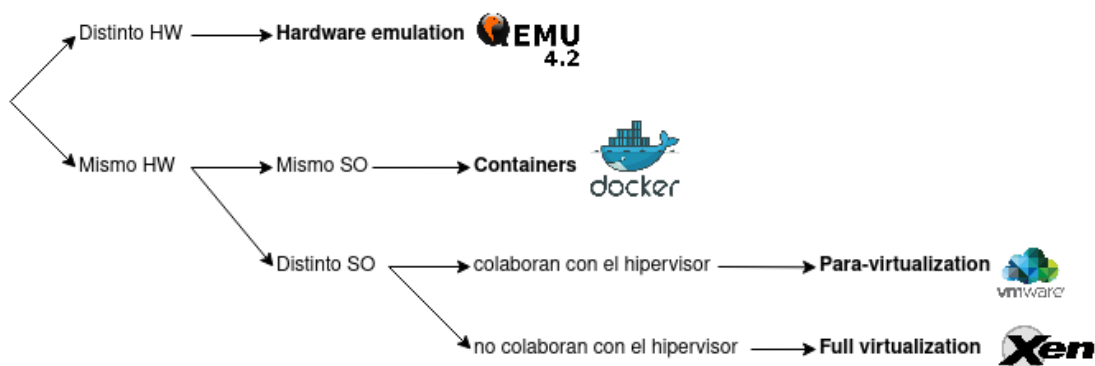 Distinto HW
Hardware emulation
QEMU
4.2
Mismo HW
Mismo SO
Containers
docker
Distinto SO
colaboran con el hipervisor
Para-virtualization
vmware
no colaboran con el hipervisor
Full virtualization
Xen